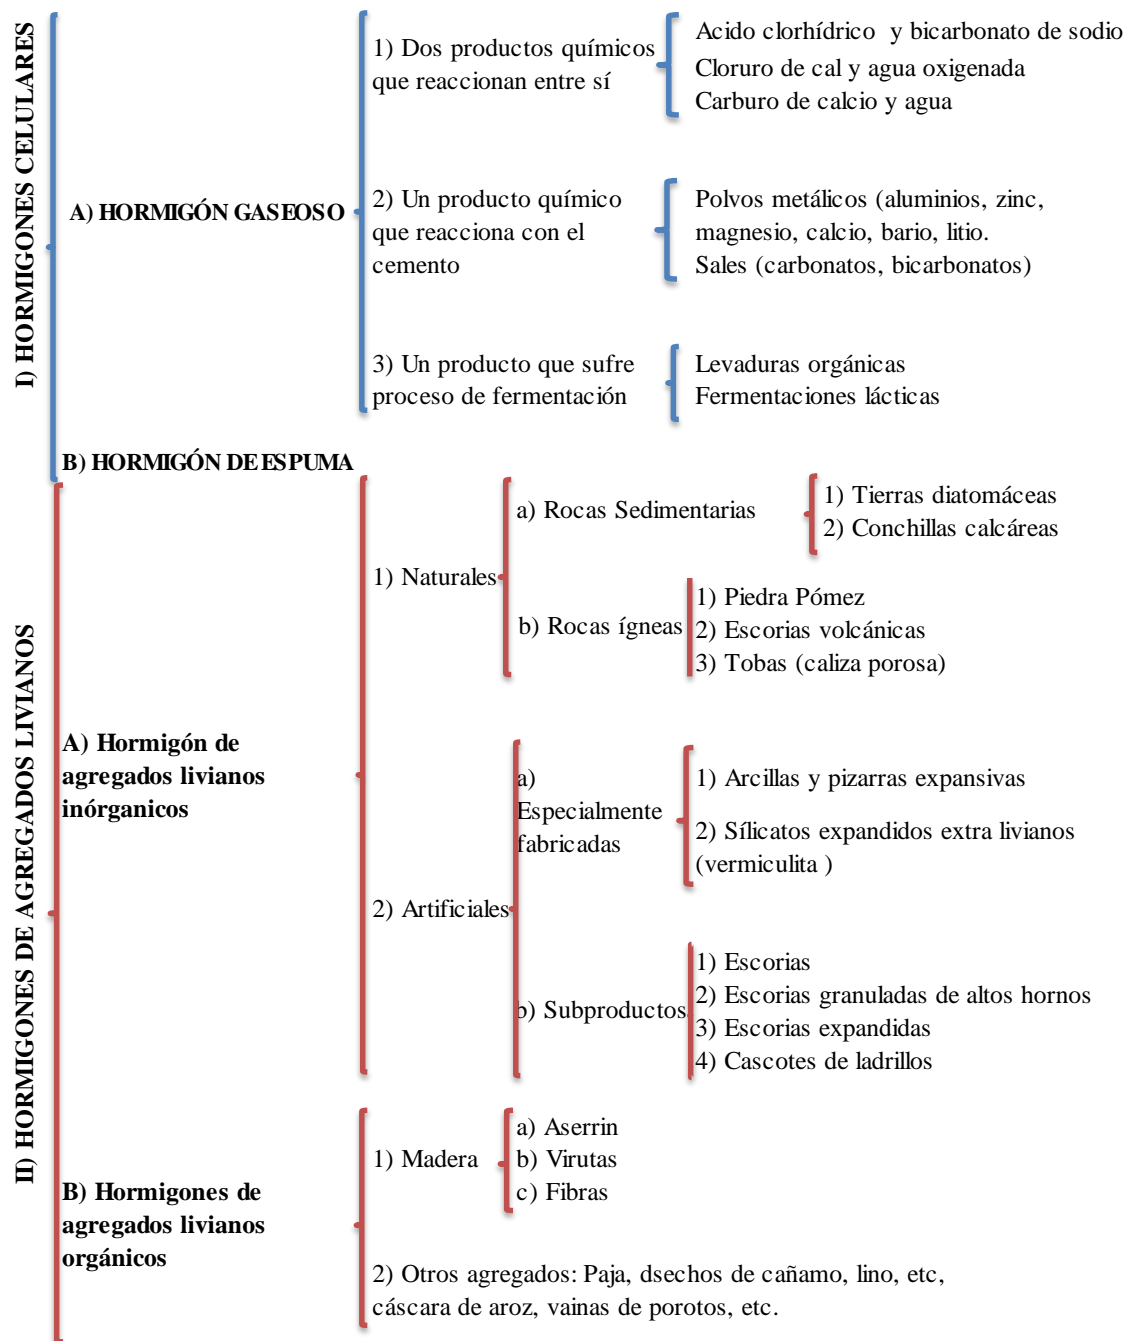 I) HORMIGONES CELULARES
A) HORMIGÓN GASEOSO
1) Dos productos químicos
que reaccionan entre sí
Acido clorhídrico y bicarbonato de sodio
Cloruro de cal y agua oxigenada
Carburo de calcio y agua
2) Un producto químico
que reacciona con el
cemento
Polvos metálicos (aluminios, zinc,
magnesio, calcio, bario, litio.
Sales (carbonatos, bicarbonatos)
3) Un producto que sufre
proceso de fermentación
Levaduras orgánicas
Fermentaciones lácticas
B) HORMIGÓN DE ESPUMA
II) HORMIGONES DE AGREGADOS LIVIANOS
A) Hormigón de
agregados livianos
inórganicos
1) Naturales
a) Rocas Sedimentarias
1) Tierras diatomáceas
2) Conchillas calcáreas
b) Rocas ígneas
1) Piedra Pómez
2) Escorias volcánicas
3) Tobas (caliza porosa)
2) Artificiales
a)
Especialmente
fabricadas
1) Arcillas y pizarras expansivas
2) Sílicatos expandidos extra livianos
(vermiculita )
b) Subproductos
1) Escorias
2) Escorias granuladas de altos hornos
3) Escorias expandidas
4) Cascotes de ladrillos
B) Hormigones de
agregados livianos
orgánicos
1) Madera
a) Aserrin
b) Virutas
c) Fibras
2) Otros agregados: Paja, dsechos de cañamo, lino, etc,
cáscara de aroz, vainas de porotos, etc.